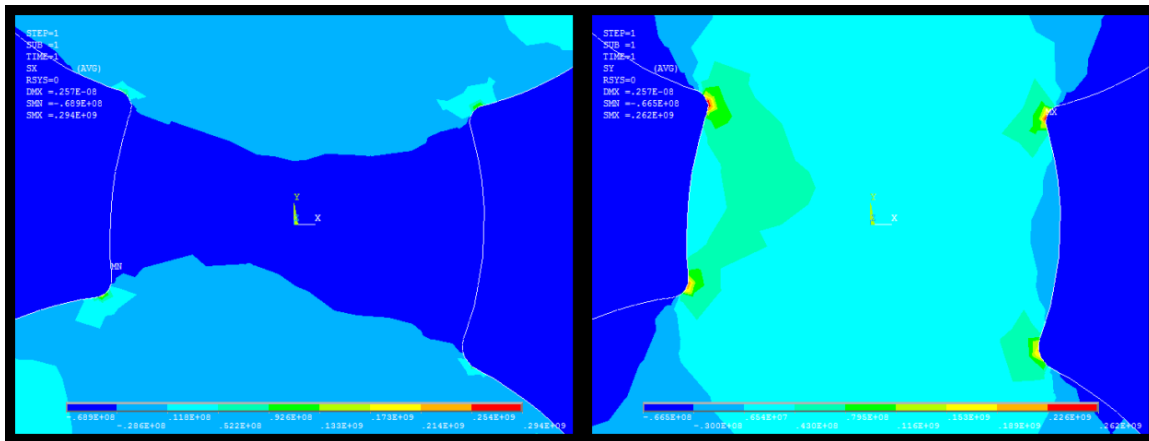 STEP=1
SUB =1
TIME=1
SX (AVG)
RSYS=0
DMX =.257E-08
SMN =-.689E+08
SMX =.294E+09
Y
X
MN
-.689E+08 .118E+08 .926E+08 .173E+09 .254E+09
-.286E+08 .522E+08 .133E+09 .214E+09 .294E+09
STEP=1
SUB =1
TIME=1
SY (AVG)
RSYS=0
DMX =.257E-08
SMN =-.665E+08
SMX =.262E+09
Y
X
-.665E+08 .654E+07 .795E+08 .153E+09 .226E+09
-.300E+08 .430E+08 .116E+09 .189E+09 .262E+09